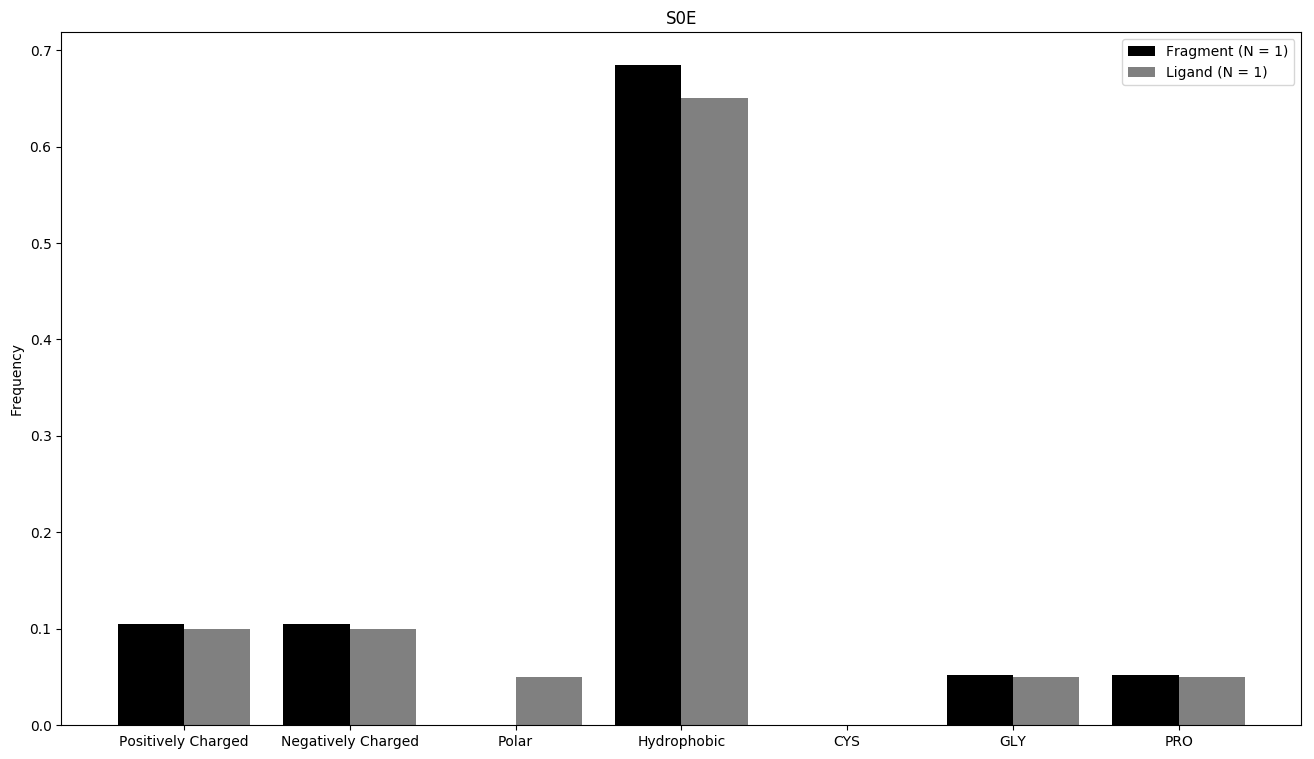 S0E
Fragment (N = 1)
Ligand (N = 1)
Frequency
0.7
0.6
0.5
0.4
0.3
0.2
0.1
0.0
Positively Charged Negatively Charged Polar Hydrophobic CYS GLY PRO